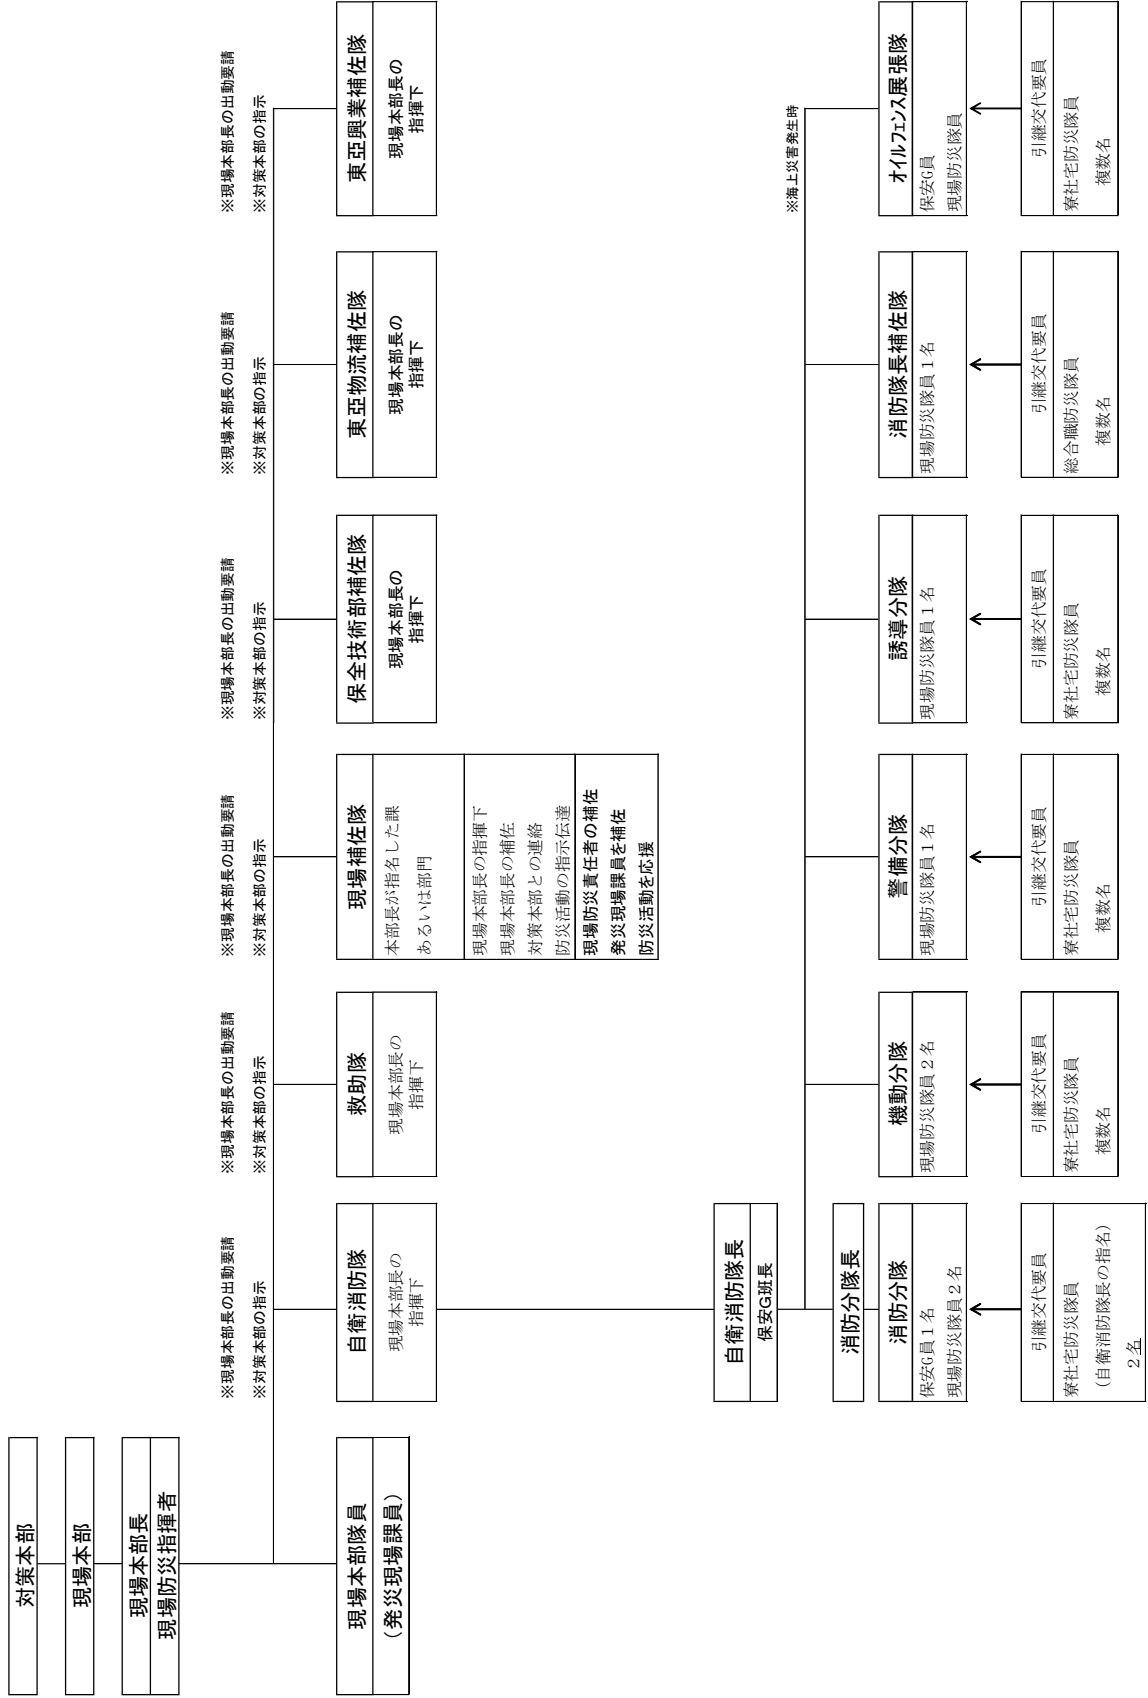 対策本部
現場本部
現場本部長
現場防災指揮者
現場本部隊員
(発災現場課員)
※現場本部長の出動要請
※対策本部の指示
自衛消防隊
現場本部長の
指揮下
※現場本部長の出動要請
※対策本部の指示
救助隊
現場本部長の
指揮下
※現場本部長の出動要請
※対策本部の指示
現場補佐隊
本部長が指名した課
あるいは部門
現場本部長の指揮下
現場本部長の補佐
対策本部との連絡
防災活動の指示伝達
現場防災責任者の補佐
発災現場課員を補佐
防災活動を応援
※現場本部長の出動要請
※対策本部の指示
保全技術部補佐隊
現場本部長の
指揮下
※現場本部長の出動要請
※対策本部の指示
東亞物流補佐隊
現場本部長の
指揮下
※現場本部長の出動要請
※対策本部の指示
東亞興業補佐隊
現場本部長の
指揮下
自衛消防隊長
保安G班長
消防分隊長
消防分隊
保安G員1名
現場防災隊員2名
引継交代要員
寮社宅防災隊員
(自衛消防隊長の指名)
2名
機動分隊
現場防災隊員2名
引継交代要員
寮社宅防災隊員
複数名
警備分隊
現場防災隊員1名
引継交代要員
寮社宅防災隊員
複数名
誘導分隊
現場防災隊員1名
引継交代要員
寮社宅防災隊員
複数名
消防隊長補佐隊
現場防災隊員1名
引継交代要員
総合職防災隊員
複数名
※海上災害発生時
オイルフェンス展張隊
保安G員
現場防災隊員
引継交代要員
寮社宅防災隊員
複数名